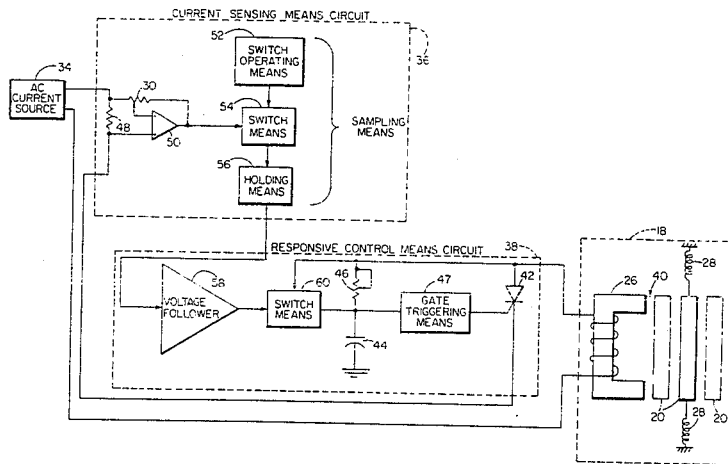 CURRENT SENSING MEANS CIRCUIT
36
34
AC
CURRENT
SOURCE
30
48
50
52
SWITCH
OPERATING
MEANS
54
SWITCH
MEANS
56
HOLDING
MEANS
SAMPLING
MEANS
RESPONSIVE CONTROL MEANS CIRCUIT
38
58
VOLTAGE
FOLLOWER
60
SWITCH
MEANS
46
44
47
GATE
TRIGGERING
MEANS
42
18
28
26
40
20
28
20